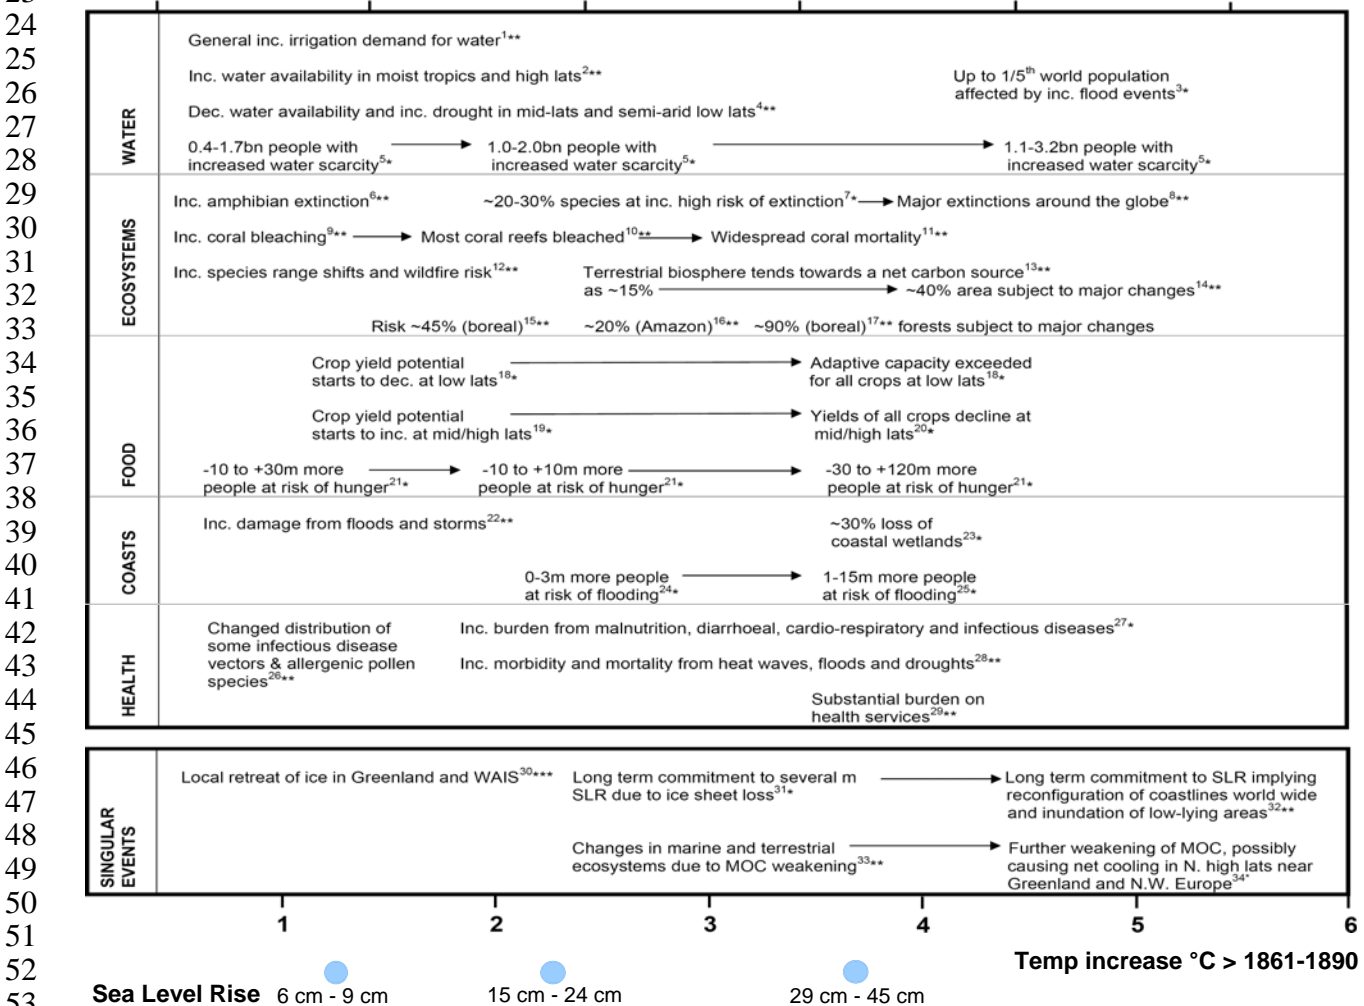 23
24
25
26
27
28
29
30
31
32
33
34
35
36
37
38
39
40
41
42
43
44
45
46
47
48
49
50
51
52
53
WATER
General inc. irrigation demand for water1**
Inc. water availability in moist tropics and high lats2**
Up to 1/5th world population
affected by inc. flood events3*
Dec. water availability and inc. drought in mid-lats and semi-arid low lats4**
0.4-1.7bn people with
increased water scarcity5*
1.0-2.0bn people with
increased water scarcity5*
1.1-3.2bn people with
increased water scarcity5*
ECOSYSTEMS
Inc. amphibian extinction6**
~20-30% species at inc. high risk of extinction7*
Major extinctions around the globe8**
Inc. coral bleaching9**
Most coral reefs bleached10**
Widespread coral mortality11**
Inc. species range shifts and wildfire risk12**
Terrestrial biosphere tends towards a net carbon source13**
as ~15%
~40% area subject to major changes14**
Risk ~45% (boreal)15** ~20% (Amazon)16** ~90% (boreal)17** forests subject to major changes
FOOD
Crop yield potential
starts to dec. at low lats18*
Adaptive capacity exceeded
for all crops at low lats18*
Crop yield potential
starts to inc. at mid/high lats19*
Yields of all crops decline at
mid/high lats20*
-10 to +30m more
people at risk of hunger21*
-10 to +10m more
people at risk of hunger21*
-30 to +120m more
people at risk of hunger21*
COASTS
Inc. damage from floods and storms22**
~30% loss of
coastal wetlands23*
0-3m more people
at risk of flooding24*
1-15m more people
at risk of flooding25*
HEALTH
Changed distribution of
some infectious disease
vectors & allergenic pollen
species26**
Inc. burden from malnutrition, diarrhoeal, cardio-respiratory and infectious diseases27*
Inc. morbidity and mortality from heat waves, floods and droughts28**
Substantial burden on
health services29**
SINGULAR
EVENTS
Local retreat of ice in Greenland and WAIS30***
Long term commitment to several m
SLR due to ice sheet loss31*
Long term commitment to SLR implying
reconfiguration of coastlines world wide
and inundation of low-lying areas32**
Changes in marine and terrestrial
ecosystems due to MOC weakening33**
Further weakening of MOC, possibly
causing net cooling in N. high lats near
Greenland and N.W. Europe34*
1 2 3 4 5 6
Temp increase °C > 1861-1890
Sea Level Rise 6 cm - 9 cm 15 cm - 24 cm 29 cm - 45 cm